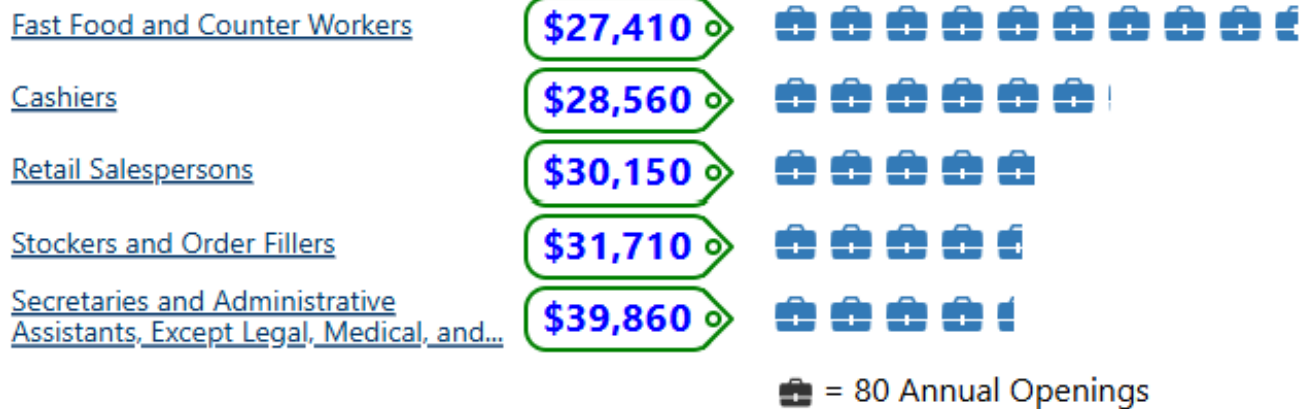 Fast Food and Counter Workers $27,410
Cashiers $28,560
Retail Salespersons $30,150
Stockers and Order Fillers $31,710
Secretaries and Administrative
Assistants, Except Legal, Medical, and... $39,860
= 80 Annual Openings